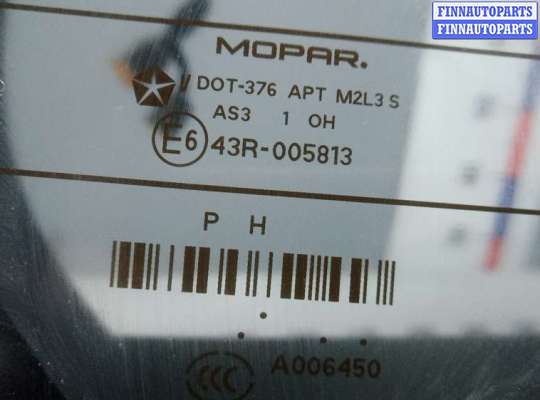 FINNAUTOPARTS
FINNAUTOPARTS
MOPAR.
// DOT-376 APT M2L3 S
AS3 1 OH
E6 43R-005813
P H
CCC A006450